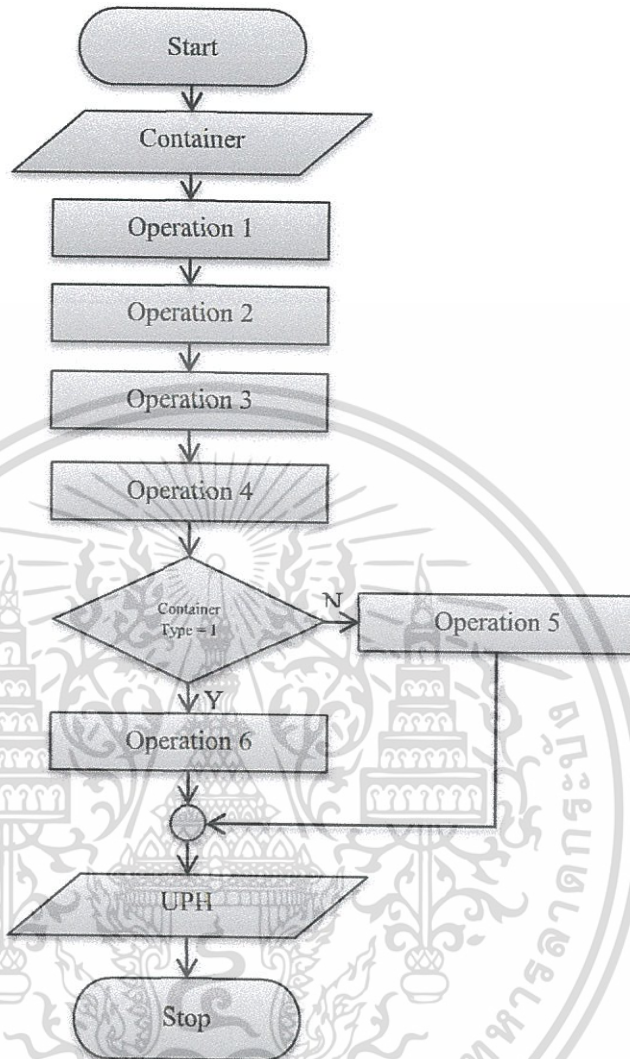 Start
Container
Operation 1
Operation 2
Operation 3
Operation 4
Container
Type = 1
N
Operation 5
Y
Operation 6
UPH
Stop